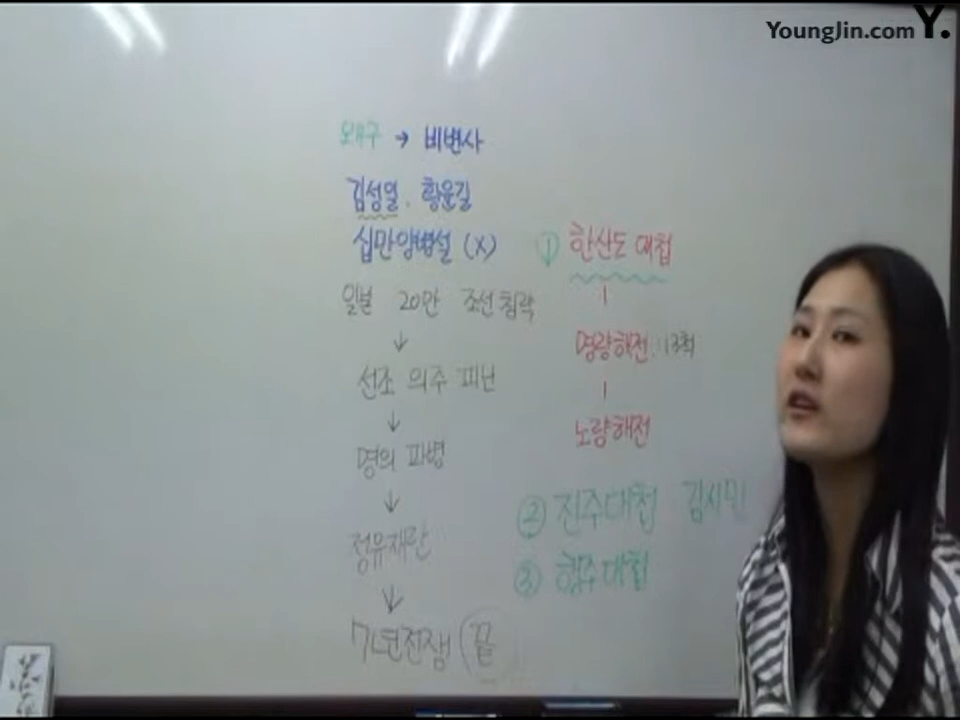 YoungJin.com Y.
→ 비변사
김성일. 황윤길
십만양병설 (X)
일본 20만 조선침략
↓
선조 의주 피난
↓
명의 파병
↓
정유재란
↓
7년전쟁 (끝
① 한산도 대첩
명량해전 13척
노량해전
② 진주대첩 김시민
③ 행주대첩